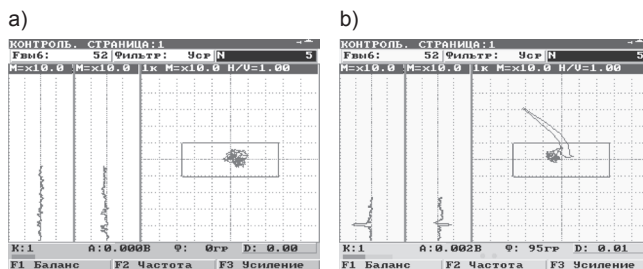 a)
КОНТРОЛЬ. СТРАНИЦА:1
Fвыб: 52 Фильтр: Уср N 5
M=x10.0 M=x10.0 1к M=x10.0 H/V=1.00
К:1 A:0.000В φ: 0гр D: 0.00
F1 Баланс F2 Частота F3 Усиление
b)
КОНТРОЛЬ. СТРАНИЦА:1
Fвыб: 52 Фильтр: Уср N 5
M=x10.0 M=x10.0 1к M=x10.0 H/V=1.00
К:1 A:0.002В φ: 95гр D: 0.01
F1 Баланс F2 Частота F3 Усиление